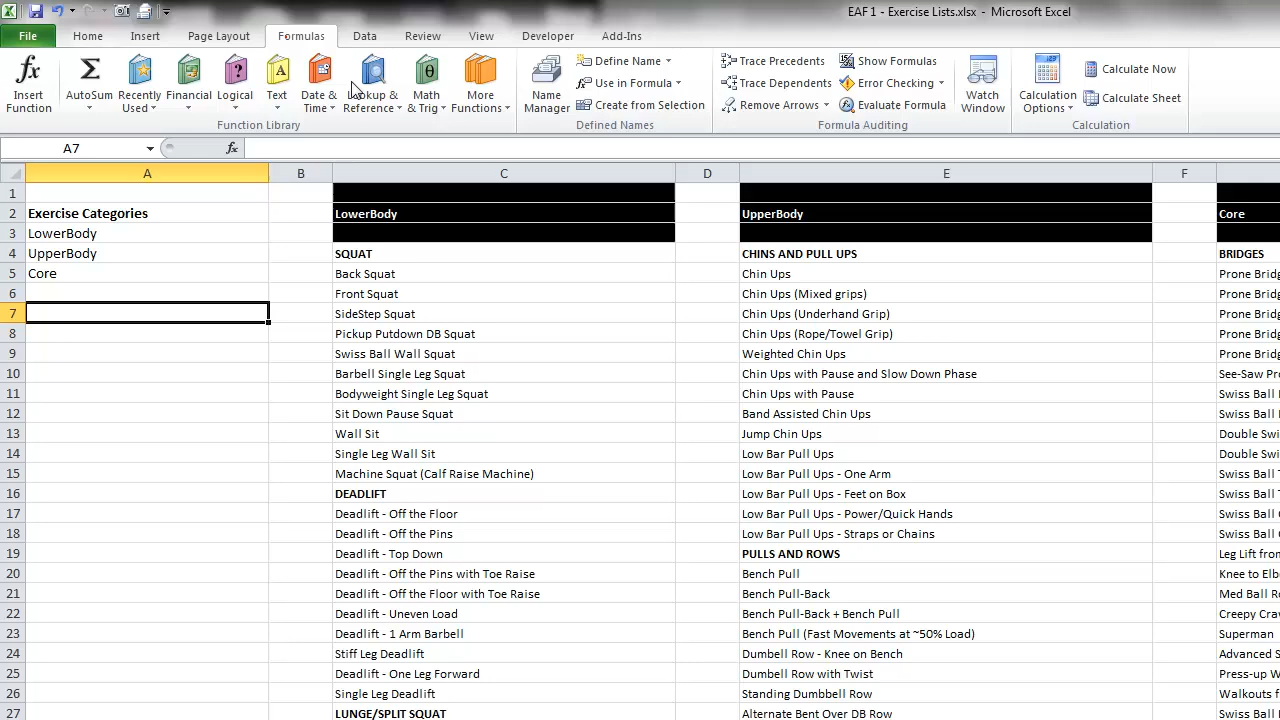 EAF 1 - Exercise Lists.xlsx - Microsoft Excel
File Home Insert Page Layout Formulas Data Review View Developer Add-Ins
Insert Function
AutoSum
Recently Used
Financial
Logical
Text
Date & Time
Lookup & Reference
Math & Trig
More Functions
Function Library
Name Manager
Define Name
Use in Formula
Create from Selection
Defined Names
Trace Precedents
Trace Dependents
Remove Arrows
Show Formulas
Error Checking
Evaluate Formula
Formula Auditing
Watch Window
Calculation Options
Calculate Now
Calculate Sheet
Calculation
A7 fx
A B C D E F
1
2 Exercise Categories LowerBody UpperBody Core
3 LowerBody
4 UpperBody SQUAT CHINS AND PULL UPS BRIDGES
5 Core Back Squat Chin Ups Prone Bridg
6 Front Squat Chin Ups (Mixed grips) Prone Bridg
7 SideStep Squat Chin Ups (Underhand Grip) Prone Bridg
8 Pickup Putdown DB Squat Chin Ups (Rope/Towel Grip) Prone Bridg
9 Swiss Ball Wall Squat Weighted Chin Ups Prone Bridg
10 Barbell Single Leg Squat Chin Ups with Pause and Slow Down Phase See-Saw Pro
11 Bodyweight Single Leg Squat Chin Ups with Pause Swiss Ball
12 Sit Down Pause Squat Band Assisted Chin Ups Swiss Ball
13 Wall Sit Jump Chin Ups Double Swi
14 Single Leg Wall Sit Low Bar Pull Ups Double Swi
15 Machine Squat (Calf Raise Machine) Low Bar Pull Ups - One Arm Swiss Ball
16 DEADLIFT Low Bar Pull Ups - Feet on Box Swiss Ball
17 Deadlift - Off the Floor Low Bar Pull Ups - Power/Quick Hands Swiss Ball
18 Deadlift - Off the Pins Low Bar Pull Ups - Straps or Chains Swiss Ball
19 Deadlift - Top Down PULLS AND ROWS Leg Lift from
20 Deadlift - Off the Pins with Toe Raise Bench Pull Knee to Elb
21 Deadlift - Off the Floor with Toe Raise Bench Pull-Back Med Ball Ro
22 Deadlift - Uneven Load Bench Pull-Back + Bench Pull Creepy Craw
23 Deadlift - 1 Arm Barbell Bench Pull (Fast Movements at ~50% Load) Superman
24 Stiff Leg Deadlift Dumbell Row - Knee on Bench Advanced S
25 Deadlift - One Leg Forward Dumbell Row with Twist Press-up W
26 Single Leg Deadlift Standing Dumbbell Row Walkouts f
27 LUNGE/SPLIT SQUAT Alternate Bent Over DB Row Swiss Ball